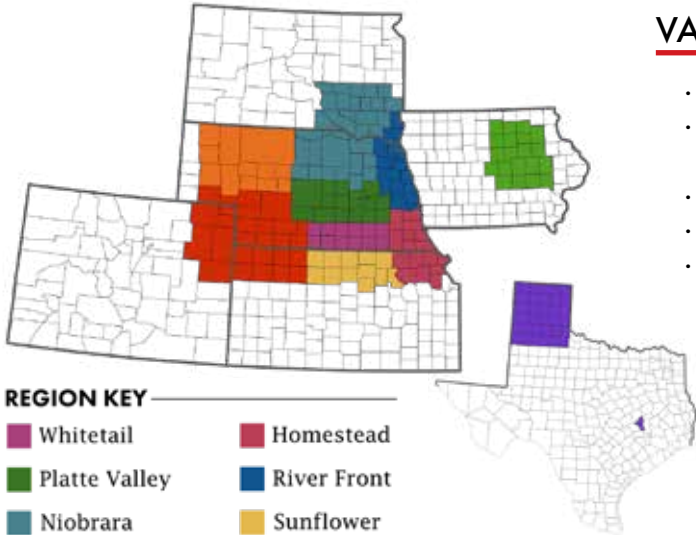 VA
REGION KEY
Whitetail
Homestead
Platte Valley
River Front
Niobrara
Sunflower